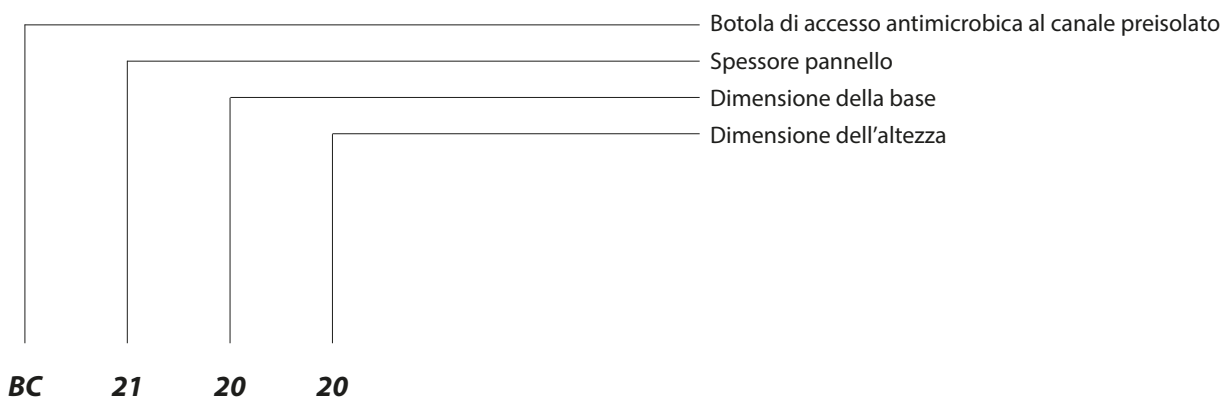 Botola di accesso antimicrobica al canale preisolato
Spessore pannello
Dimensione della base
Dimensione dell’altezza
BC 21 20 20